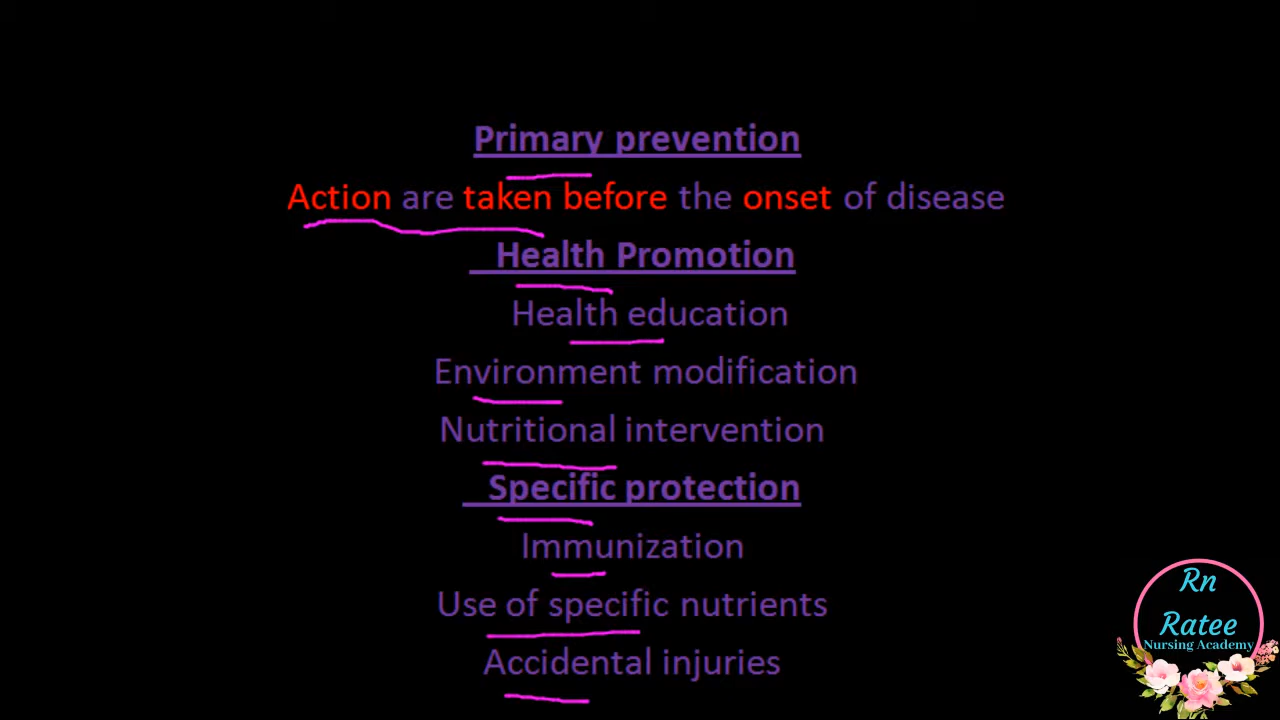 Primary prevention
Action are taken before the onset of disease
Health Promotion
Health education
Environment modification
Nutritional intervention
Specific protection
Immunization
Use of specific nutrients
Accidental injuries
Rn
Ratee
Nursing Academy